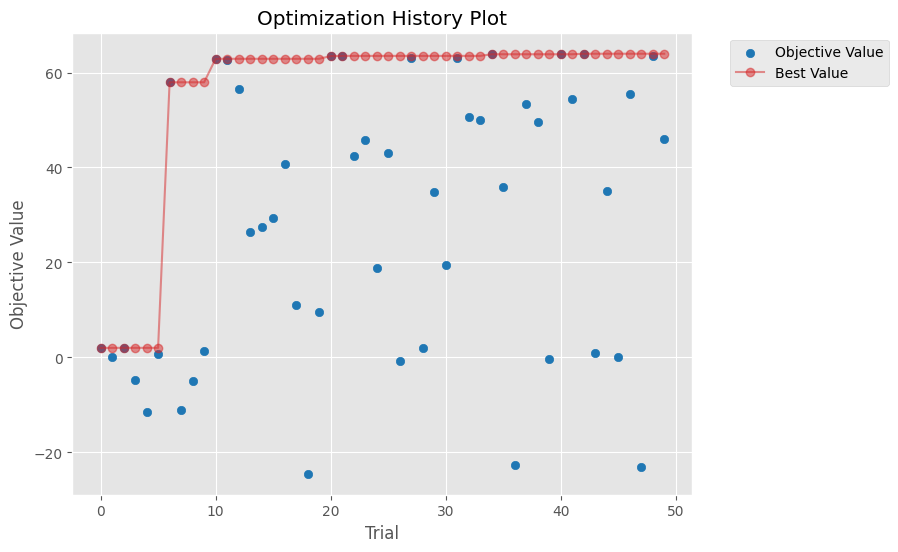 Optimization History Plot
Objective Value
Best Value
Objective Value
60
40
20
0
−20
0 10 20 30 40 50
Trial